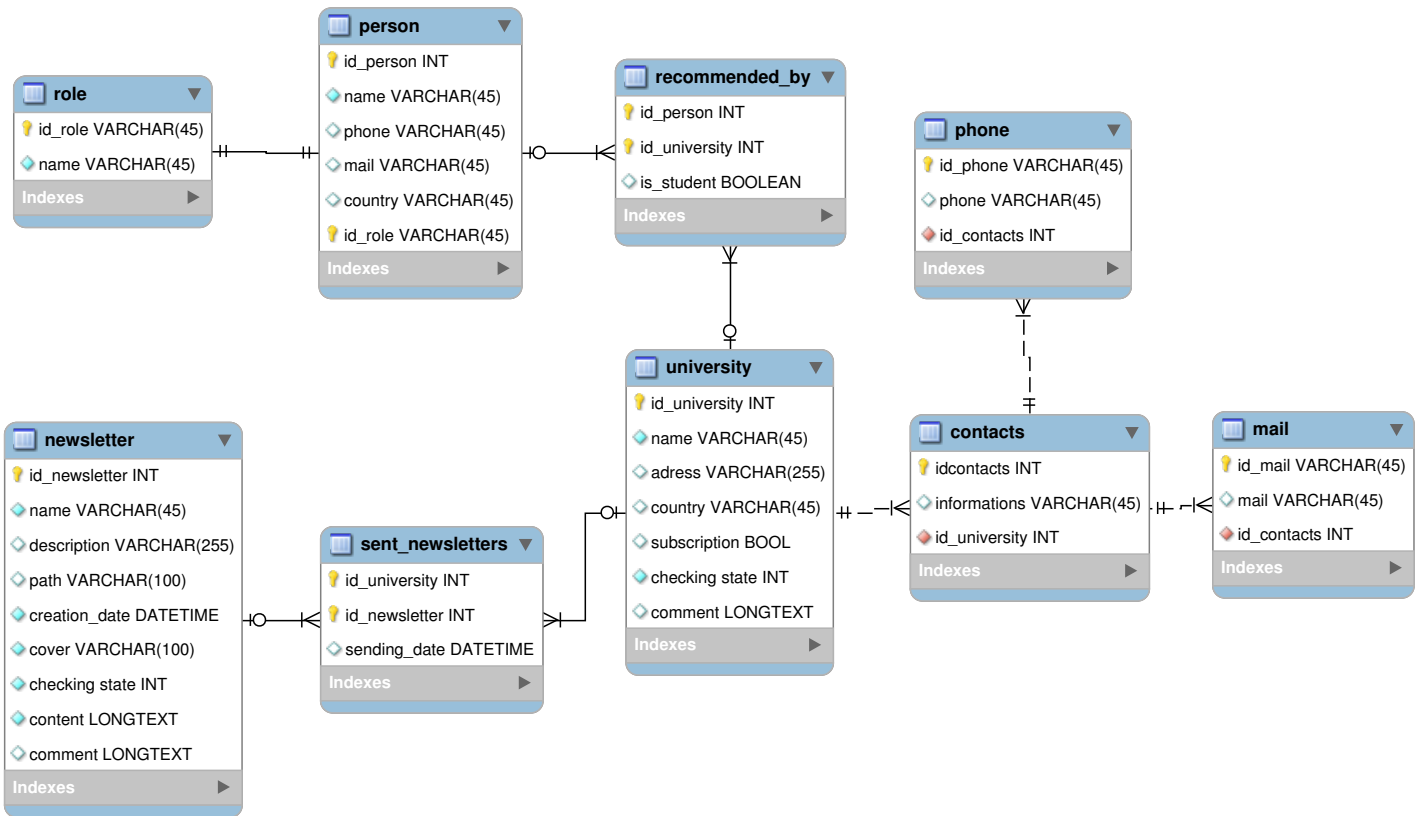 role
id_role VARCHAR(45)
name VARCHAR(45)
Indexes
person
id_person INT
name VARCHAR(45)
phone VARCHAR(45)
mail VARCHAR(45)
country VARCHAR(45)
id_role VARCHAR(45)
Indexes
recommended_by
id_person INT
id_university INT
is_student BOOLEAN
Indexes
phone
id_phone VARCHAR(45)
phone VARCHAR(45)
id_contacts INT
Indexes
newsletter
id_newsletter INT
name VARCHAR(45)
description VARCHAR(255)
path VARCHAR(100)
creation_date DATETIME
cover VARCHAR(100)
checking state INT
content LONGTEXT
comment LONGTEXT
Indexes
sent_newsletters
id_university INT
id_newsletter INT
sending_date DATETIME
Indexes
university
id_university INT
name VARCHAR(45)
adress VARCHAR(255)
country VARCHAR(45)
subscription BOOL
checking state INT
comment LONGTEXT
Indexes
contacts
idcontacts INT
informations VARCHAR(45)
id_university INT
Indexes
mail
id_mail VARCHAR(45)
mail VARCHAR(45)
id_contacts INT
Indexes